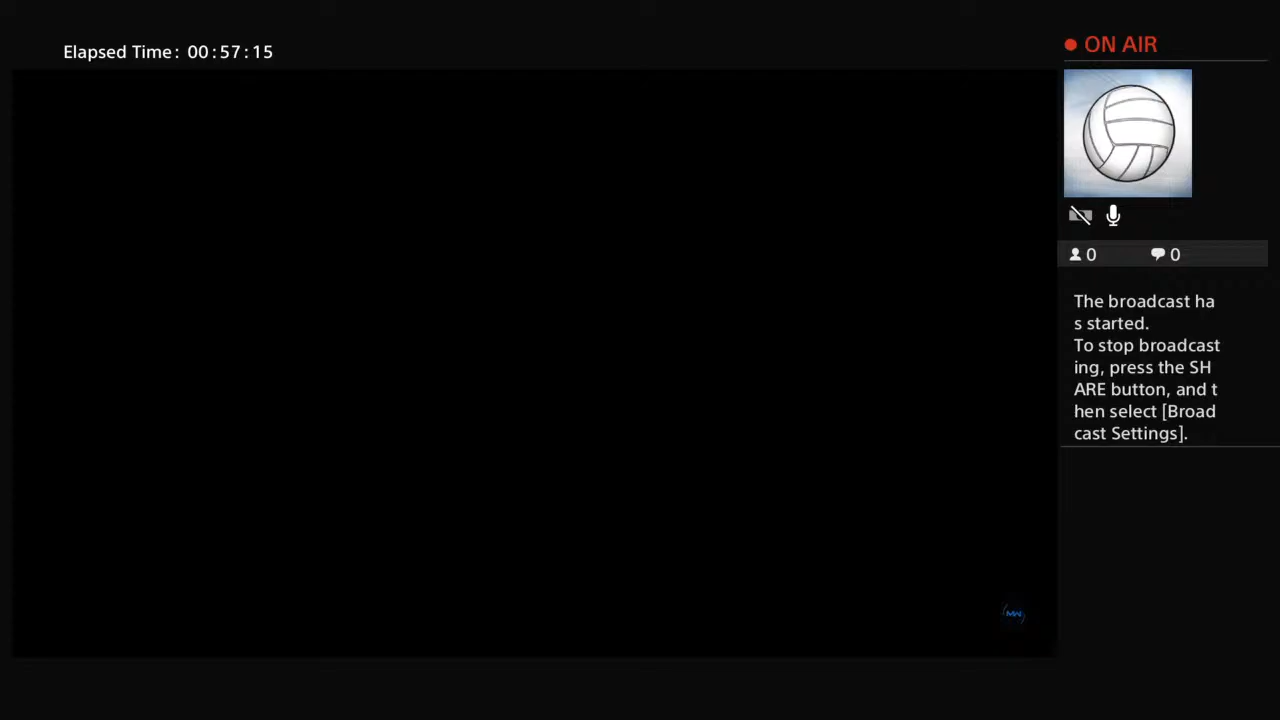 Elapsed Time: 00:57:15
ON AIR
0 0
The broadcast ha
s started.
To stop broadcast
ing, press the SH
ARE button, and t
hen select [Broad
cast Settings].
MW